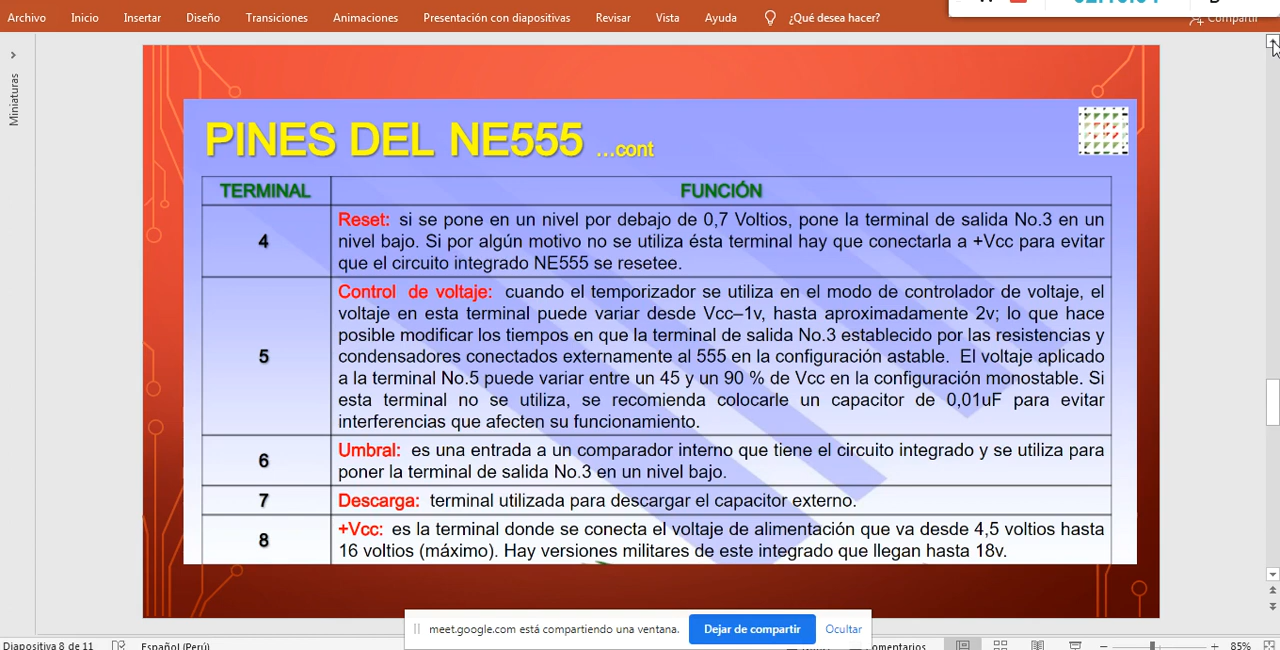 Archivo Inicio Insertar Diseño Transiciones Animaciones Presentación con diapositivas Revisar Vista Ayuda ¿Qué desea hacer?
Compartir
Miniaturas
PINES DEL NE555 ...cont
TERMINAL FUNCIÓN
4
Reset: si se pone en un nivel por debajo de 0,7 Voltios, pone la terminal de salida No.3 en un
nivel bajo. Si por algún motivo no se utiliza ésta terminal hay que conectarla a +Vcc para evitar
que el circuito integrado NE555 se resetee.
5
Control de voltaje: cuando el temporizador se utiliza en el modo de controlador de voltaje, el
voltaje en esta terminal puede variar desde Vcc–1v, hasta aproximadamente 2v; lo que hace
posible modificar los tiempos en que la terminal de salida No.3 establecido por las resistencias y
condensadores conectados externamente al 555 en la configuración astable. El voltaje aplicado
a la terminal No.5 puede variar entre un 45 y un 90 % de Vcc en la configuración monostable. Si
esta terminal no se utiliza, se recomienda colocarle un capacitor de 0,01uF para evitar
interferencias que afecten su funcionamiento.
6
Umbral: es una entrada a un comparador interno que tiene el circuito integrado y se utiliza para
poner la terminal de salida No.3 en un nivel bajo.
7
Descarga: terminal utilizada para descargar el capacitor externo.
8
+Vcc: es la terminal donde se conecta el voltaje de alimentación que va desde 4,5 voltios hasta
16 voltios (máximo). Hay versiones militares de este integrado que llegan hasta 18v.
meet.google.com está compartiendo una ventana. Dejar de compartir Ocultar
Diapositiva 8 de 11 Español (Perú) 85%